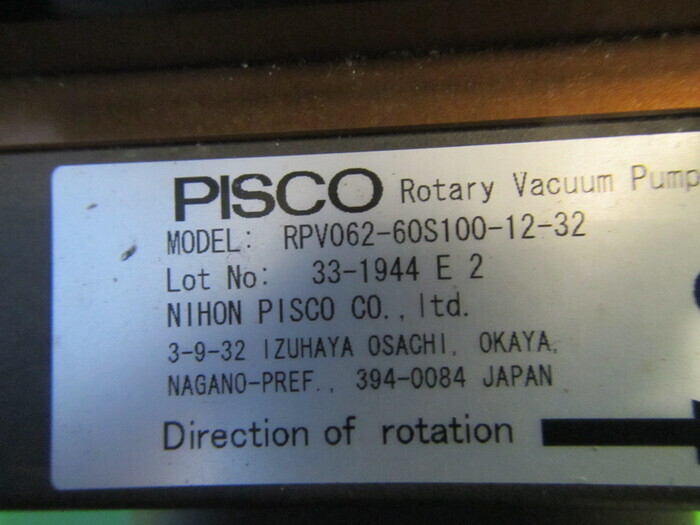 PISCO Rotary Vacuum Pump
MODEL: RPV062-60S100-12-32
Lot No: 33-1944 E 2
NIHON PISCO CO., ltd.
3-9-32 IZUHAYA OSACHI, OKAYA,
NAGANO-PREF., 394-0084 JAPAN
Direction of rotation